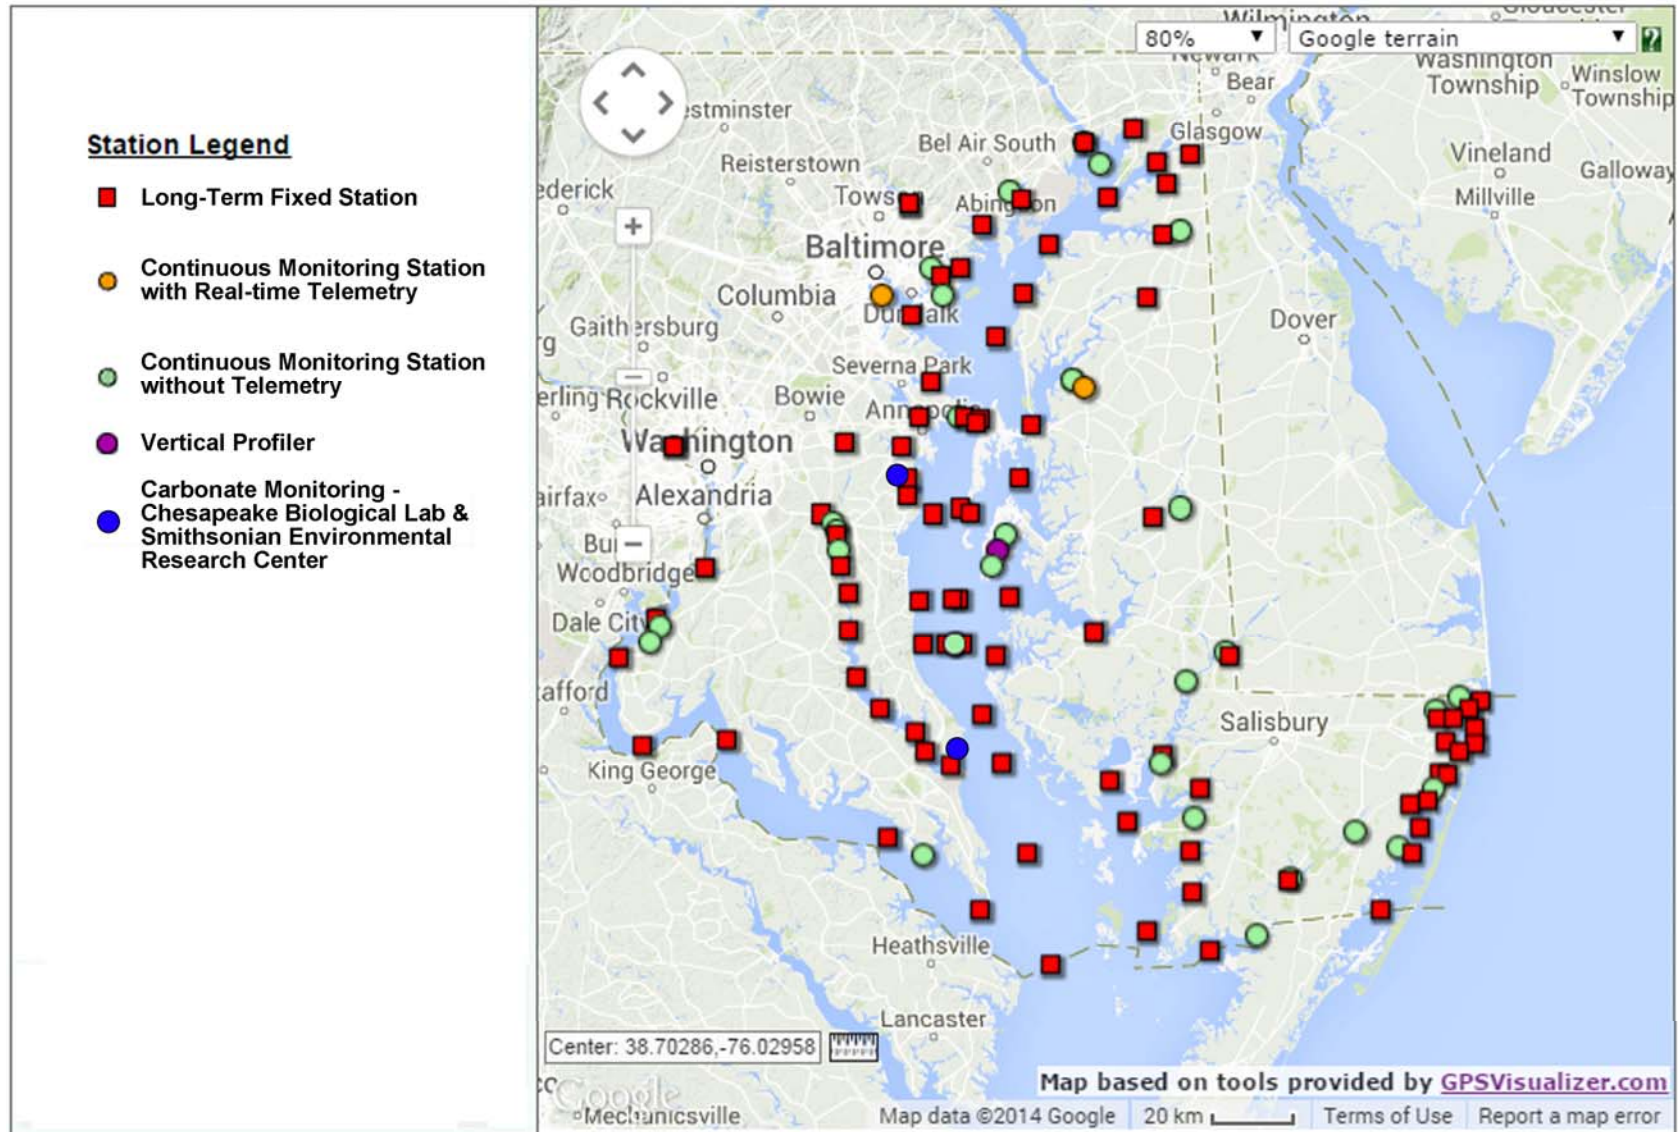 Station Legend
Long-Term Fixed Station
Continuous Monitoring Station
with Real-time Telemetry
Continuous Monitoring Station
without Telemetry
Vertical Profiler
Carbonate Monitoring -
Chesapeake Biological Lab &
Smithsonian Environmental
Research Center
80%
Google terrain
?
Wilmington
Newark
Bear
Washington
Township
Winslow
Township
estminster
Bel Air South
Glasgow
Reisterstown
Vineland
Galloway
ederick
Abingdon
Millville
Baltimore
Columbia
Dundalk
Gaithersburg
Dover
rg
Severna Park
erling
Rockville
Bowie
Annapolis
Washington
airfax
Alexandria
Bu
Woodbridge
Dale City
tafford
Salisbury
King George
Heathsville
Lancaster
Center: 38.70286,-76.02958
Map based on tools provided by GPSVisualizer.com
Google
Mechanicsville
Map data ©2014 Google
20 km
Terms of Use
Report a map error